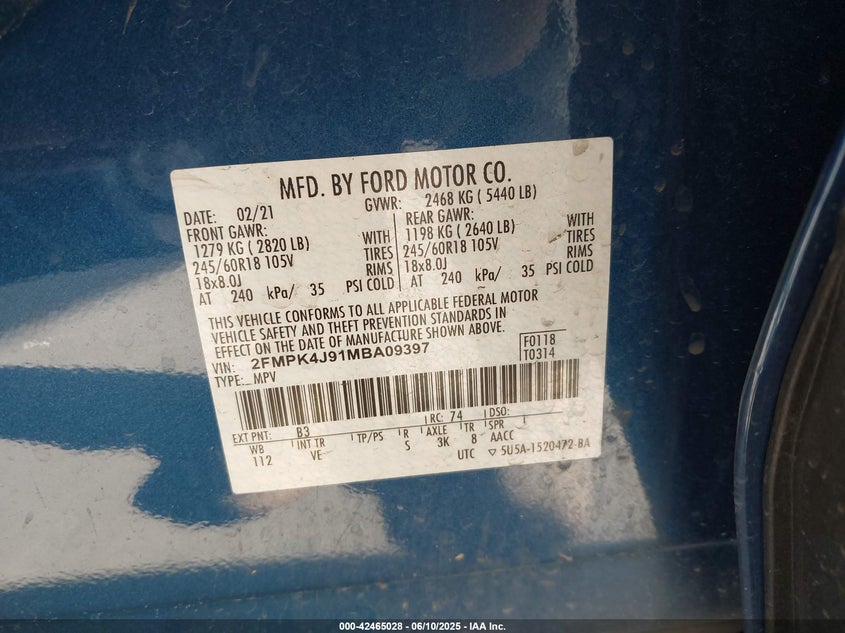 MFD. BY FORD MOTOR CO.
DATE: 02/21 GVWR: 2468 KG ( 5440 LB)
FRONT GAWR: REAR GAWR:
1279 KG ( 2820 LB) WITH 1198 KG ( 2640 LB) WITH
245/60R18 105V TIRES 245/60R18 105V TIRES
18x8.0J RIMS 18x8.0J RIMS
AT 240 kPa/ 35 PSI COLD AT 240 kPa/ 35 PSI COLD
THIS VEHICLE CONFORMS TO ALL APPLICABLE FEDERAL MOTOR
VEHICLE SAFETY AND THEFT PREVENTION STANDARDS IN
EFFECT ON THE DATE OF MANUFACTURE SHOWN ABOVE.
VIN: 2FMPK4J91MBA09397 F0118
TYPE: MPV T0314
EXT PNT: B3 RC: 74 DSO:
WB INT TR TP/PS R AXLE TR SPR
112 VE S 3K 8 AACC
UTC ▽ 5U5A-1520472-BA
000-42465028 - 06/10/2025 - IAA Inc.